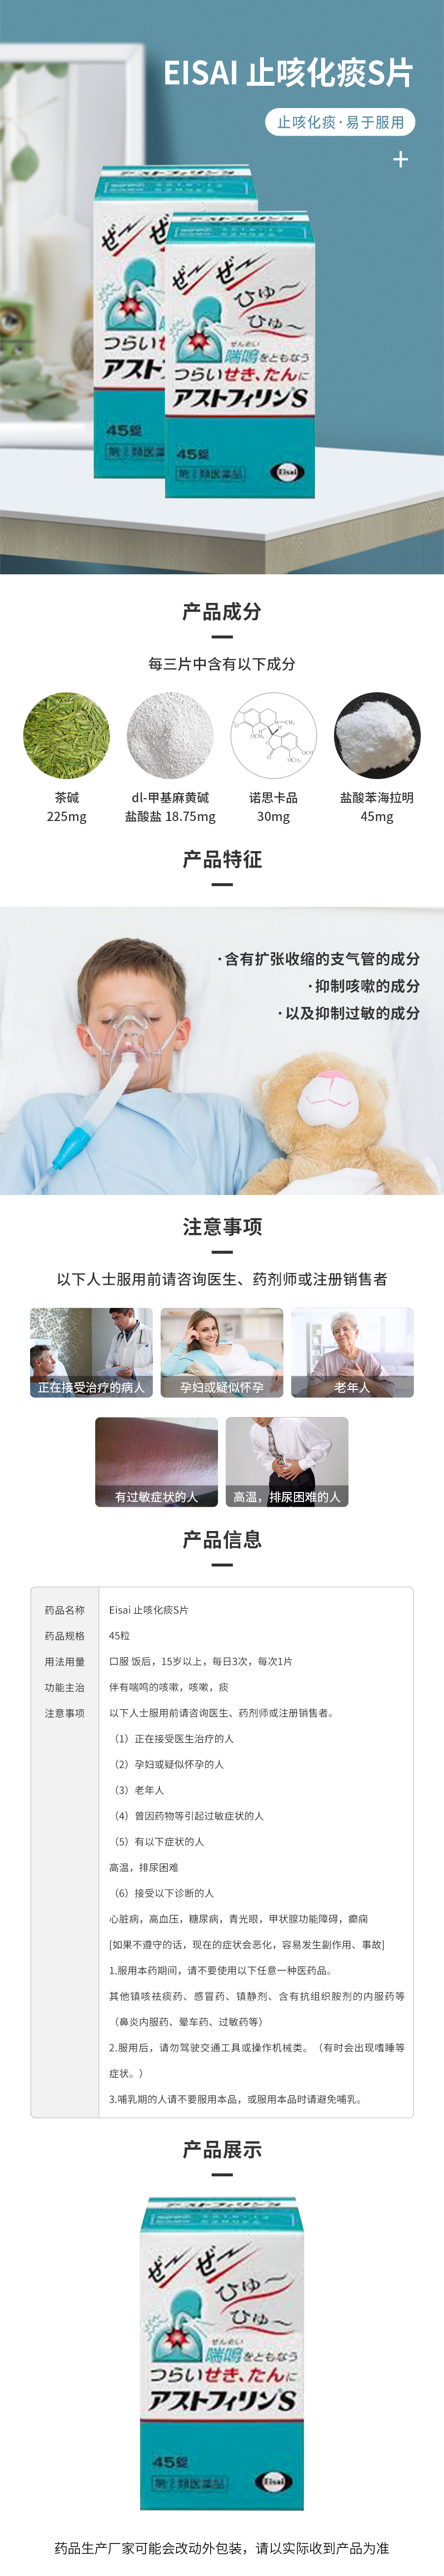 EISAI 止咳化痰S片
止咳化痰·易于服用
+
アストフィリンS
ぜー ぜー
ひゅ〜
ひゅ〜
ぜんめい
喘鳴をともなう
つらいせき、たんに
アストフィリンS
45錠
指定②類医薬品
Eisai
つらいせ
アスト
45錠
産品
产品成分
每三片中含有以下成分
茶碱
225mg
dl-甲基麻黄碱
盐酸盐 18.75mg
诺思卡品
30mg
盐酸苯海拉明
45mg
产品特征
·含有扩张收缩的支气管的成分
·抑制咳嗽的成分
·以及抑制过敏的成分
注意事项
以下人士服用前请咨询医生、药剂师或注册销售者
正在接受治疗的病人
孕妇或疑似怀孕
老年人
有过敏症状的人
高温，排尿困难的人
产品信息
药品名称 Eisai 止咳化痰S片
药品规格 45粒
用法用量 口服 饭后，15岁以上，每日3次，每次1片
功能主治 伴有喘鸣的咳嗽，咳嗽，痰
注意事项 以下人士服用前请咨询医生、药剂师或注册销售者。
（1）正在接受医生治疗的人
（2）孕妇或疑似怀孕的人
（3）老年人
（4）曾因药物等引起过敏症状的人
（5）有以下症状的人
高温，排尿困难
（6）接受以下诊断的人
心脏病，高血压，糖尿病，青光眼，甲状腺功能障碍，癫痫
[如果不遵守的话，现在的症状会恶化，容易发生副作用、事故]
1.服用本药期间，请不要使用以下任意一种医药品。
其他镇咳祛痰药、感冒药、镇静剂、含有抗组织胺剂的内服药等
（鼻炎内服药、晕车药、过敏药等）
2.服用后，请勿驾驶交通工具或操作机械类。（有时会出现嗜睡等
症状。）
3.哺乳期的人请不要服用本品，或服用本品时请避免哺乳。
产品展示
ぜー ぜー
ひゅ〜
ひゅ〜
ぜんめい
喘鳴をともなう
つらいせき、たんに
アストフィリンS
45錠
指定②類医薬品
Eisai
药品生产厂家可能会改动外包装，请以实际收到产品为准